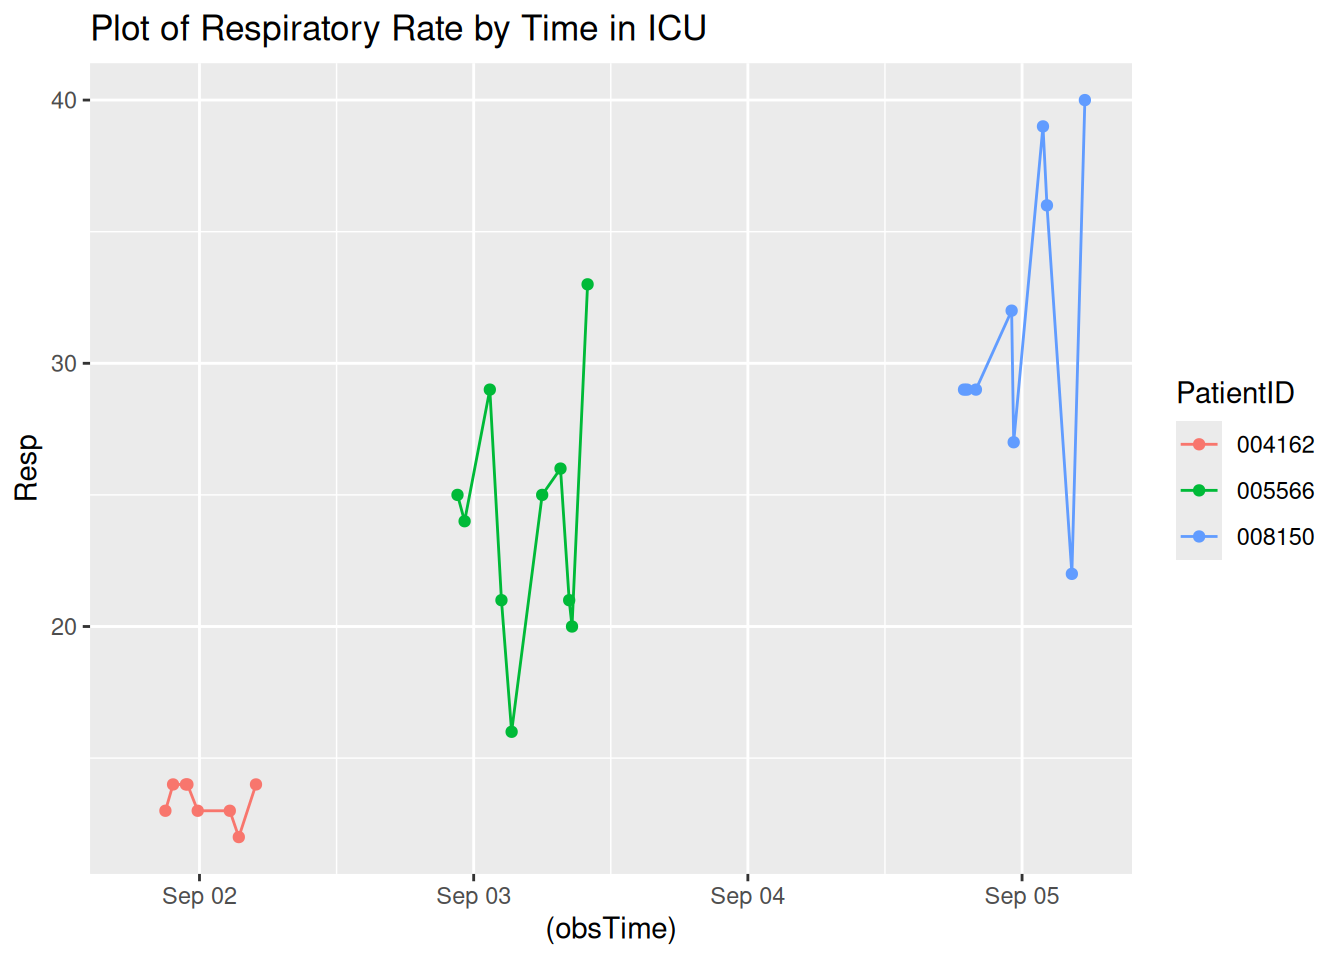 Plot of Respiratory Rate by Time in ICU
40
30
20
Resp
Sep 02
Sep 03
Sep 04
Sep 05
(obsTime)
PatientID
004162
005566
008150